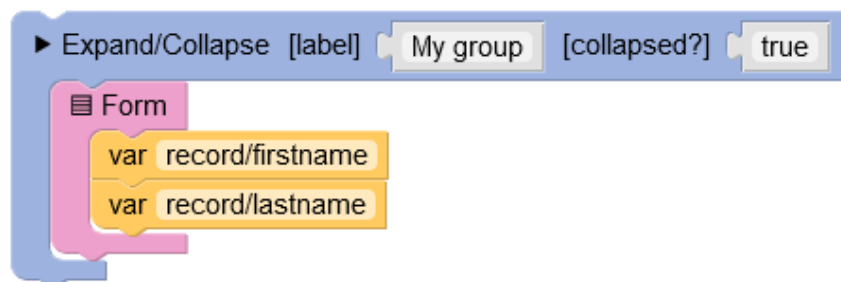 Expand/Collapse [label] My group [collapsed?] true
Form
var record/firstname
var record/lastname